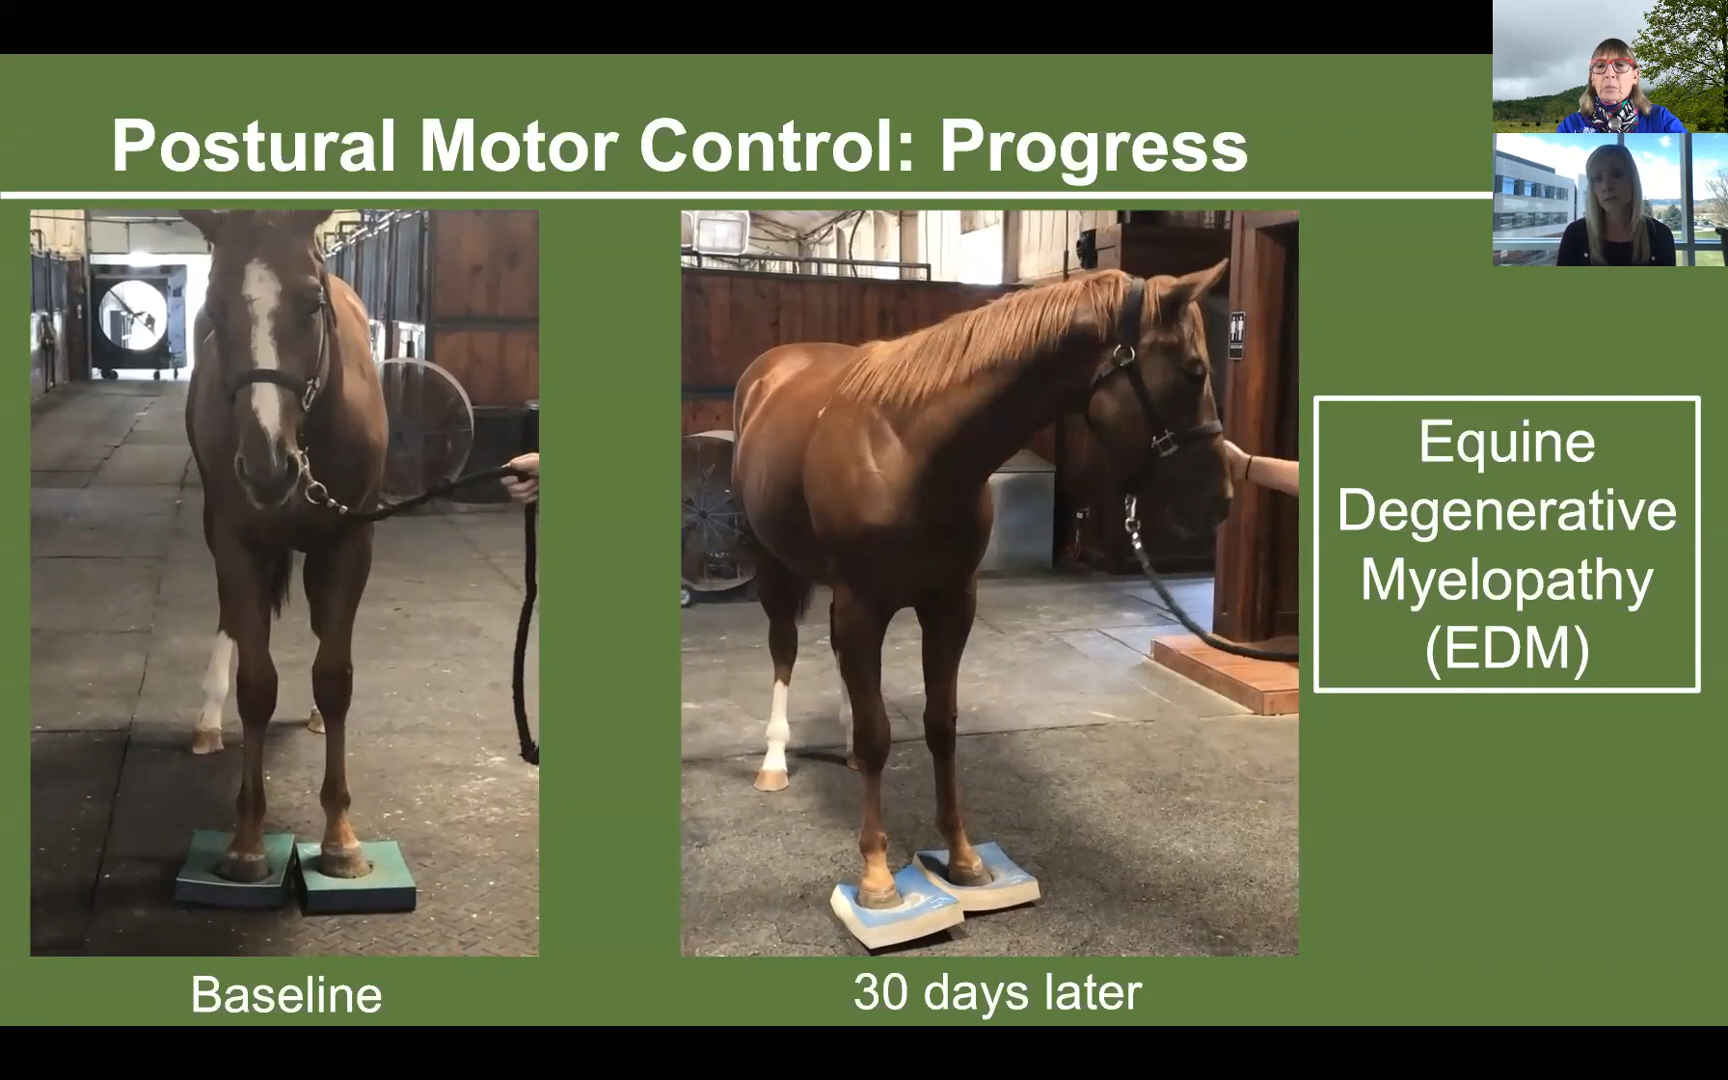 Postural Motor Control: Progress
Equine
Degenerative
Myelopathy
(EDM)
Baseline
30 days later